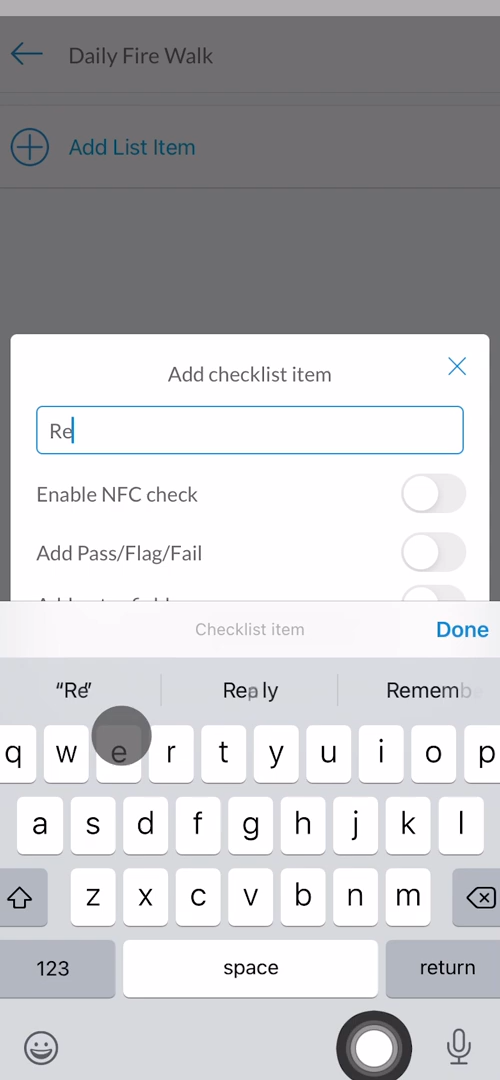 Daily Fire Walk
Add List Item
Add checklist item
Re
Enable NFC check
Add Pass/Flag/Fail
Checklist item
Done
"Re" Reply Rememb
q w e r t y u i o p
a s d f g h j k l
z x c v b n m
123 space return